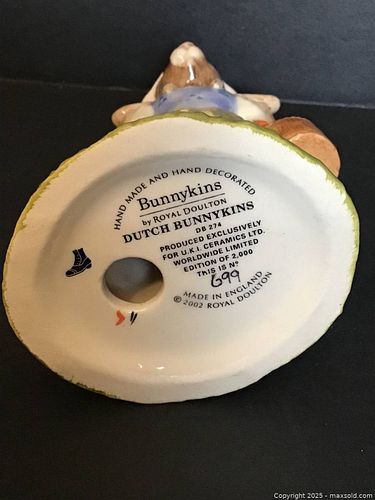 HAND MADE AND HAND DECORATED
Bunnykins
by ROYAL DOULTON
DUTCH BUNNYKINS
DB 274
PRODUCED EXCLUSIVELY
FOR U.K.I. CERAMICS LTD.
WORLDWIDE LIMITED
EDITION OF 2,000
THIS IS Nº
699
MADE IN ENGLAND
© 2002 ROYAL DOULTON
Copyright 2025 - maxsold.com